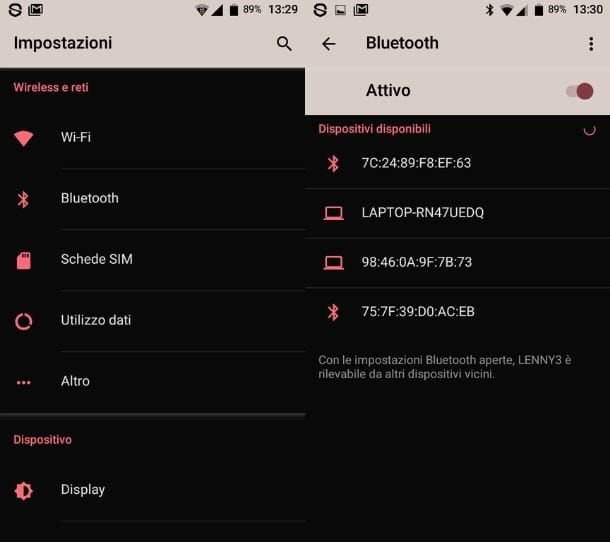 89% 13:29
Impostazioni
Wireless e reti
Wi-Fi
Bluetooth
Schede SIM
Utilizzo dati
Altro
Dispositivo
Display
89% 13:30
Bluetooth
Attivo
Dispositivi disponibili
7C:24:89:F8:EF:63
LAPTOP-RN47UEDQ
98:46:0A:9F:7B:73
75:7F:39:D0:AC:EB
Con le impostazioni Bluetooth aperte, LENNY3 è
rilevabile da altri dispositivi vicini.